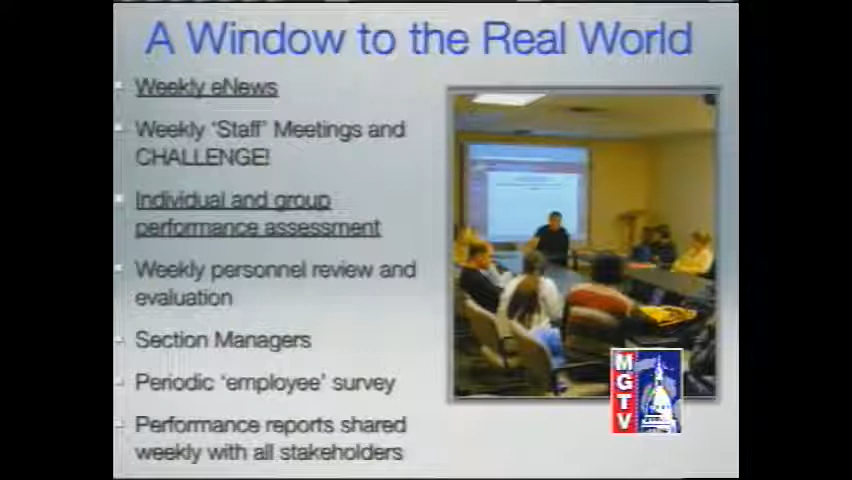 A Window to the Real World
Weekly eNews
Weekly 'Staff' Meetings and
CHALLENGE!
Individual and group
performance assessment
Weekly personnel review and
evaluation
Section Managers
Periodic 'employee' survey
Performance reports shared
weekly with all stakeholders
MGTV